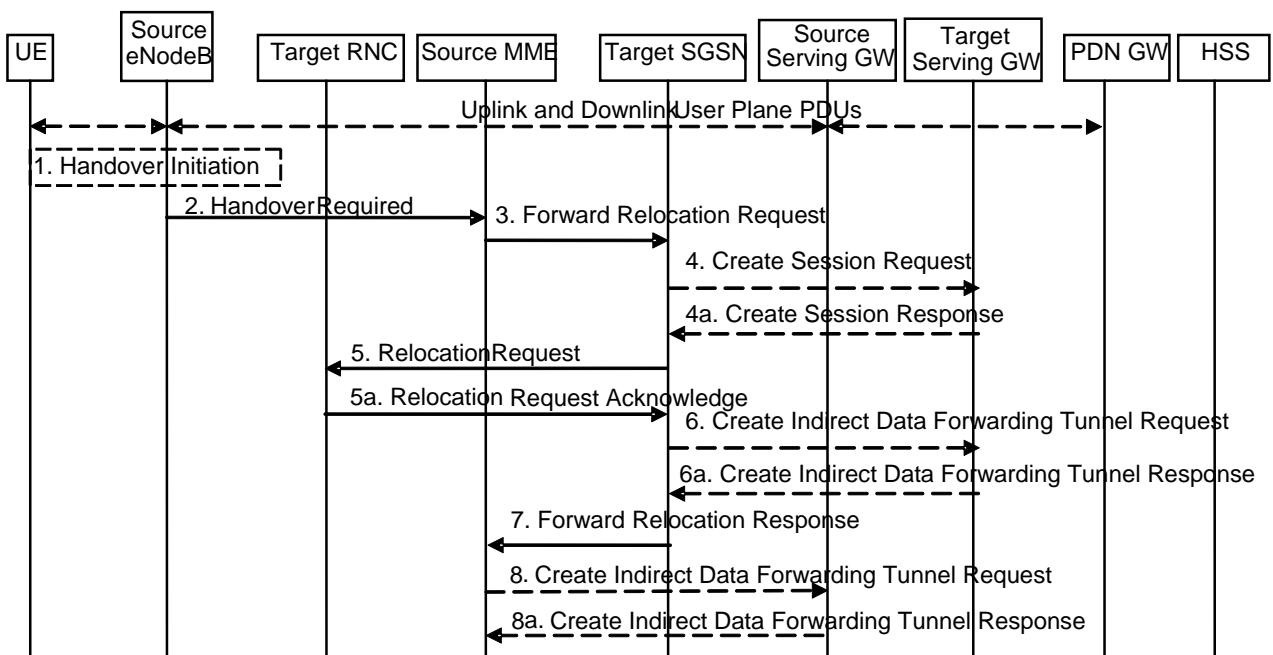 UE
Source
eNodeB
Target RNC
Source MME
Target SGSN
Source
Serving GW
Target
Serving GW
PDN GW
HSS
Uplink and Downlink User Plane PDUs
1. Handover Initiation
2. Handover Required
3. Forward Relocation Request
4. Create Session Request
4a. Create Session Response
5. Relocation Request
5a. Relocation Request Acknowledge
6. Create Indirect Data Forwarding Tunnel Request
6a. Create Indirect Data Forwarding Tunnel Response
7. Forward Relocation Response
8. Create Indirect Data Forwarding Tunnel Request
8a. Create Indirect Data Forwarding Tunnel Response